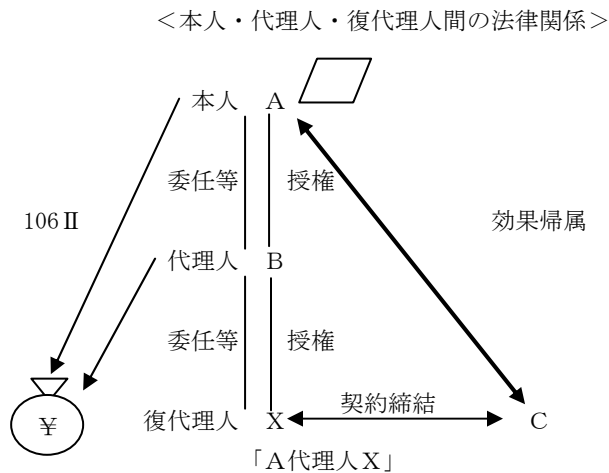 ＜本人・代理人・復代理人間の法律関係＞
本人 A
委任等 授権
106Ⅱ 効果帰属
代理人 B
委任等 授権
契約締結
￥ 復代理人 X C
「A代理人X」